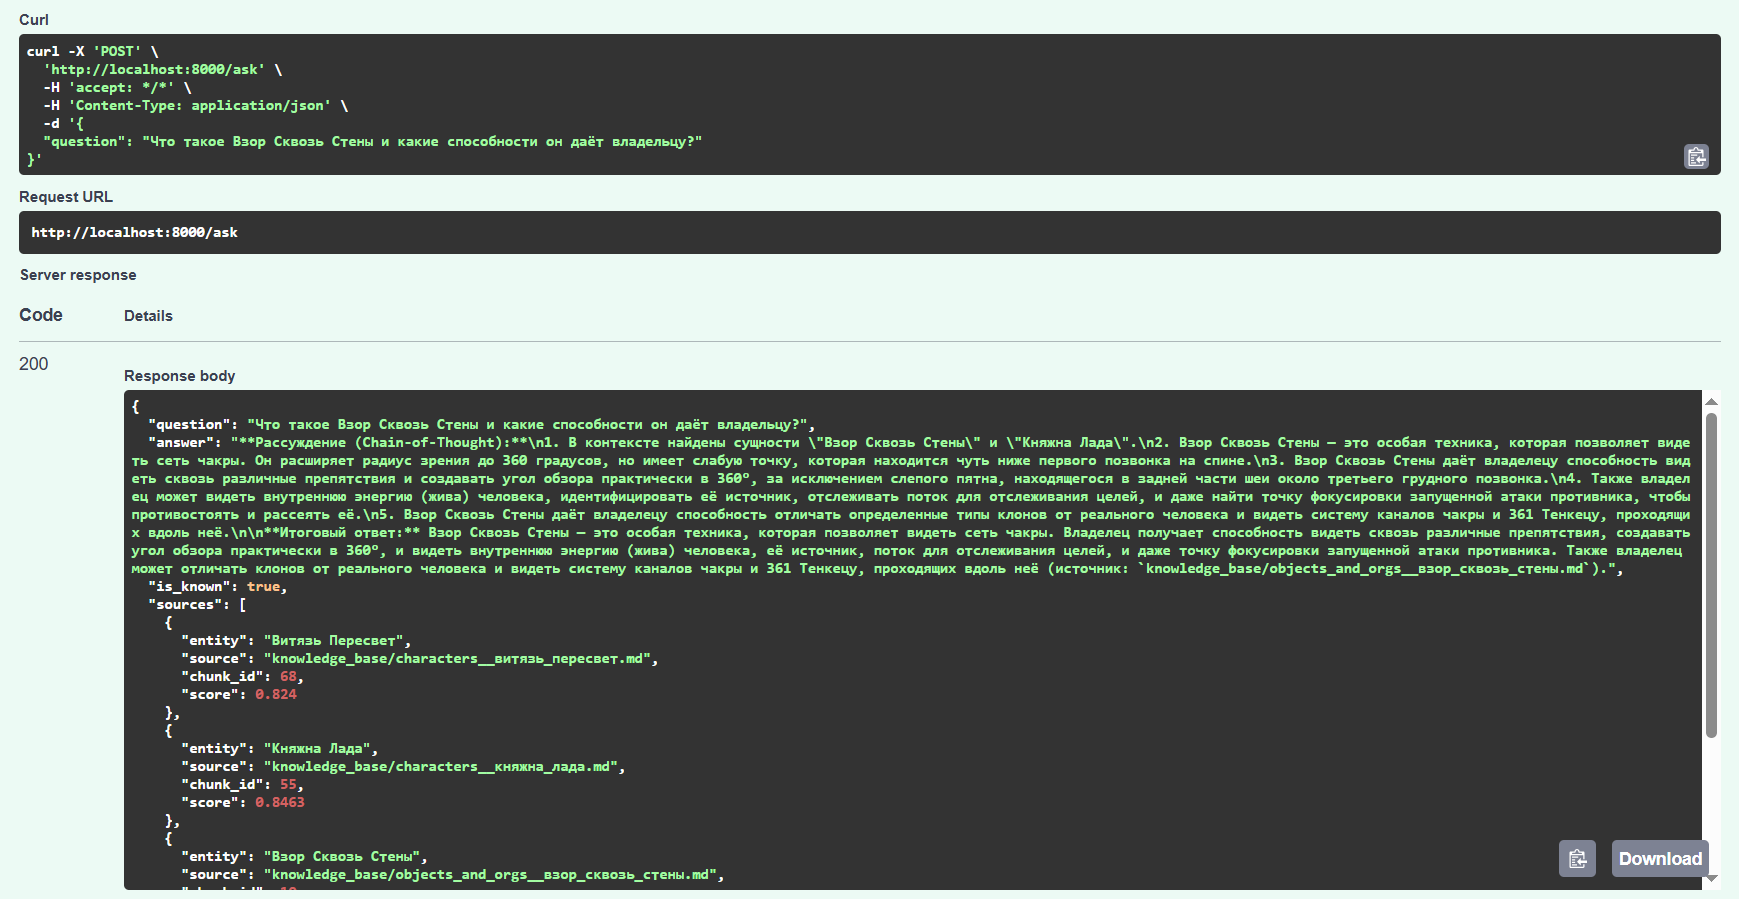 Curl
curl -X 'POST' \
  'http://localhost:8000/ask' \
  -H 'accept: */*' \
  -H 'Content-Type: application/json' \
  -d '{
  "question": "Что такое Взор Сквозь Стены и какие способности он даёт владельцу?"
}'
Request URL
http://localhost:8000/ask
Server response
Code Details
200
Response body
{
  "question": "Что такое Взор Сквозь Стены и какие способности он даёт владельцу?",
  "answer": "**Рассуждение (Chain-of-Thought):**\n1. В контексте найдены сущности \"Взор Сквозь Стены\" и \"Княжна Лада\".\n2. Взор Сквозь Стены – это особая техника, которая позволяет виде
ть сеть чакры. Он расширяет радиус зрения до 360 градусов, но имеет слабую точку, которая находится чуть ниже первого позвонка на спине.\n3. Взор Сквозь Стены даёт владелецу способность вид
еть сквозь различные препятствия и создавать угол обзора практически в 360°, за исключением слепого пятна, находящегося в задней части шеи около третьего грудного позвонка.\n4. Также владел
ец может видеть внутреннюю энергию (жива) человека, идентифицировать её источник, отслеживать поток для отслеживания целей, и даже найти точку фокусировки запущенной атаки противника, чтобы
противостоять и рассеять её.\n5. Взор Сквозь Стены даёт владелецу способность отличать определенные типы клонов от реального человека и видеть систему каналов чакры и 361 Тенкецу, проходящи
х вдоль неё.\n\n**Итоговый ответ:** Взор Сквозь Стены – это особая техника, которая позволяет видеть сеть чакры. Владелец получает способность видеть сквозь различные препятствия, создавать
угол обзора практически в 360°, и видеть внутреннюю энергию (жива) человека, её источник, поток для отслеживания целей, и даже точку фокусировки запущенной атаки противника. Также владелец
может отличать клонов от реального человека и видеть систему каналов чакры и 361 Тенкецу, проходящих вдоль неё (источник: `knowledge_base/objects_and_orgs__взор_сквозь_стены.md`).",
  "is_known": true,
  "sources": [
    {
      "entity": "Витязь Пересвет",
      "source": "knowledge_base/characters__витязь_пересвет.md",
      "chunk_id": 68,
      "score": 0.824
    },
    {
      "entity": "Княжна Лада",
      "source": "knowledge_base/characters__княжна_лада.md",
      "chunk_id": 55,
      "score": 0.8463
    },
    {
      "entity": "Взор Сквозь Стены",
      "source": "knowledge_base/objects_and_orgs__взор_сквозь_стены.md",
Download